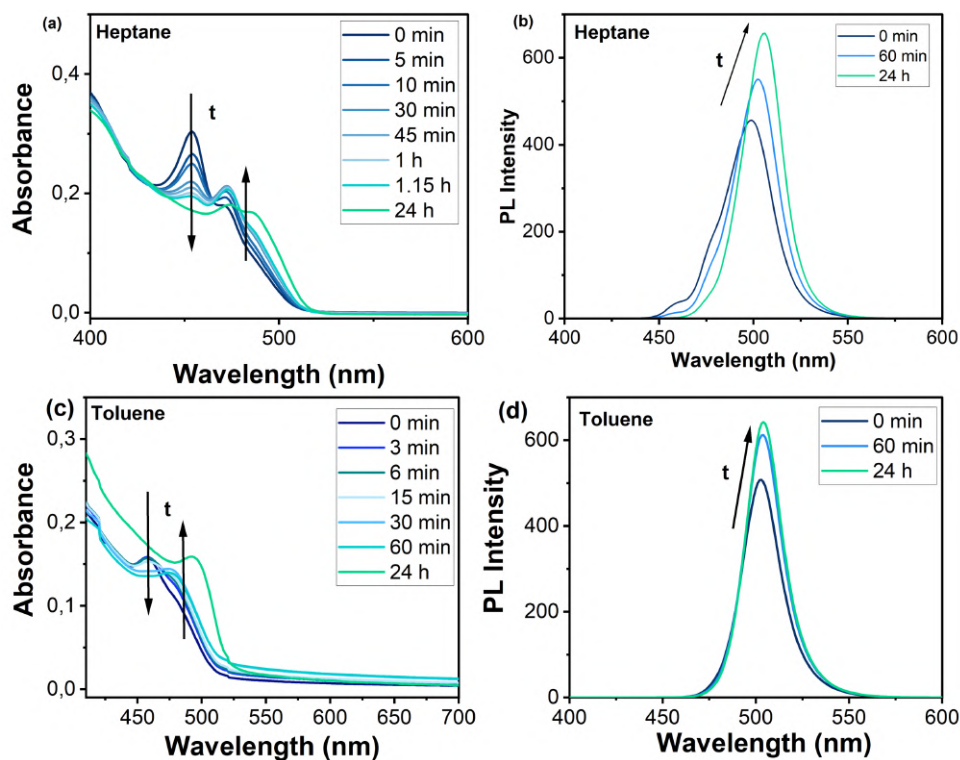 (a)
Heptane
0 min
5 min
10 min
30 min
45 min
1 h
1.15 h
24 h
t
Absorbance
0,4
0,2
0,0
400 450 500 550 600
Wavelength (nm)
(b)
Heptane
0 min
60 min
24 h
t
PL Intensity
600
400
200
0
400 450 500 550 600
Wavelength (nm)
(c)
Toluene
0 min
3 min
6 min
15 min
30 min
60 min
24 h
t
Absorbance
0,3
0,2
0,1
0,0
450 500 550 600 650 700
Wavelength (nm)
(d)
Toluene
0 min
60 min
24 h
t
PL Intensity
600
400
200
0
400 450 500 550 600
Wavelength (nm)